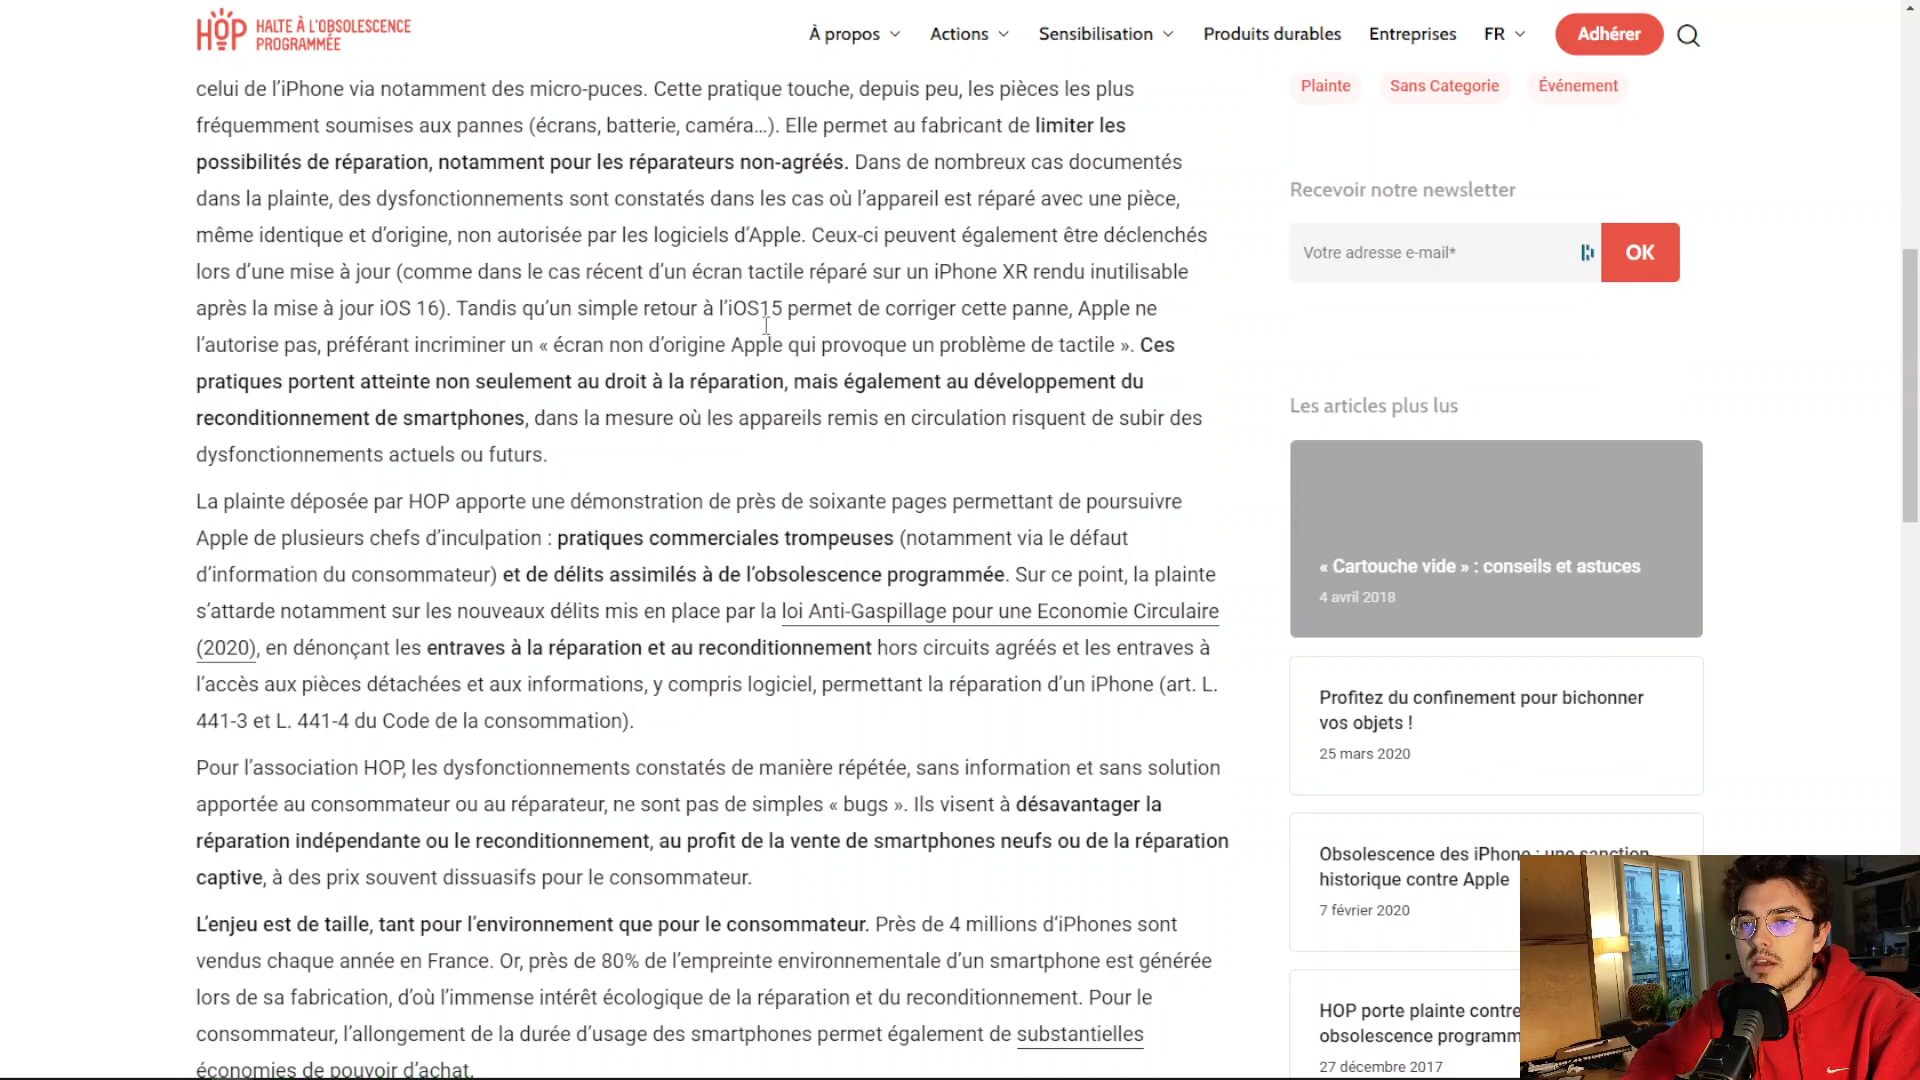 HOP HALTE À L'OBSOLESCENCE
PROGRAMMÉE
À propos
Actions
Sensibilisation
Produits durables
Entreprises
FR
Adhérer
celui de l’iPhone via notamment des micro-puces. Cette pratique touche, depuis peu, les pièces les plus
fréquemment soumises aux pannes (écrans, batterie, caméra…). Elle permet au fabricant de limiter les
possibilités de réparation, notamment pour les réparateurs non-agréés. Dans de nombreux cas documentés
dans la plainte, des dysfonctionnements sont constatés dans les cas où l’appareil est réparé avec une pièce,
même identique et d’origine, non autorisée par les logiciels d’Apple. Ceux-ci peuvent également être déclenchés
lors d’une mise à jour (comme dans le cas récent d’un écran tactile réparé sur un iPhone XR rendu inutilisable
après la mise à jour iOS 16). Tandis qu’un simple retour à l’iOS15 permet de corriger cette panne, Apple ne
l’autorise pas, préférant incriminer un « écran non d’origine Apple qui provoque un problème de tactile ». Ces
pratiques portent atteinte non seulement au droit à la réparation, mais également au développement du
reconditionnement de smartphones, dans la mesure où les appareils remis en circulation risquent de subir des
dysfonctionnements actuels ou futurs.
La plainte déposée par HOP apporte une démonstration de près de soixante pages permettant de poursuivre
Apple de plusieurs chefs d’inculpation : pratiques commerciales trompeuses (notamment via le défaut
d’information du consommateur) et de délits assimilés à de l’obsolescence programmée. Sur ce point, la plainte
s’attarde notamment sur les nouveaux délits mis en place par la loi Anti-Gaspillage pour une Economie Circulaire
(2020), en dénonçant les entraves à la réparation et au reconditionnement hors circuits agréés et les entraves à
l’accès aux pièces détachées et aux informations, y compris logiciel, permettant la réparation d’un iPhone (art. L.
441-3 et L. 441-4 du Code de la consommation).
Pour l’association HOP, les dysfonctionnements constatés de manière répétée, sans information et sans solution
apportée au consommateur ou au réparateur, ne sont pas de simples « bugs ». Ils visent à désavantager la
réparation indépendante ou le reconditionnement, au profit de la vente de smartphones neufs ou de la réparation
captive, à des prix souvent dissuasifs pour le consommateur.
L’enjeu est de taille, tant pour l’environnement que pour le consommateur. Près de 4 millions d‘iPhones sont
vendus chaque année en France. Or, près de 80% de l’empreinte environnementale d’un smartphone est générée
lors de sa fabrication, d’où l’immense intérêt écologique de la réparation et du reconditionnement. Pour le
consommateur, l’allongement de la durée d’usage des smartphones permet également de substantielles
économies de pouvoir d’achat.
Plainte
Sans Categorie
Événement
Recevoir notre newsletter
Votre adresse e-mail*
OK
Les articles plus lus
« Cartouche vide » : conseils et astuces
4 avril 2018
Profitez du confinement pour bichonner
vos objets !
25 mars 2020
Obsolescence des iPhone : une sanction
historique contre Apple
7 février 2020
HOP porte plainte contre
obsolescence programm
27 décembre 2017